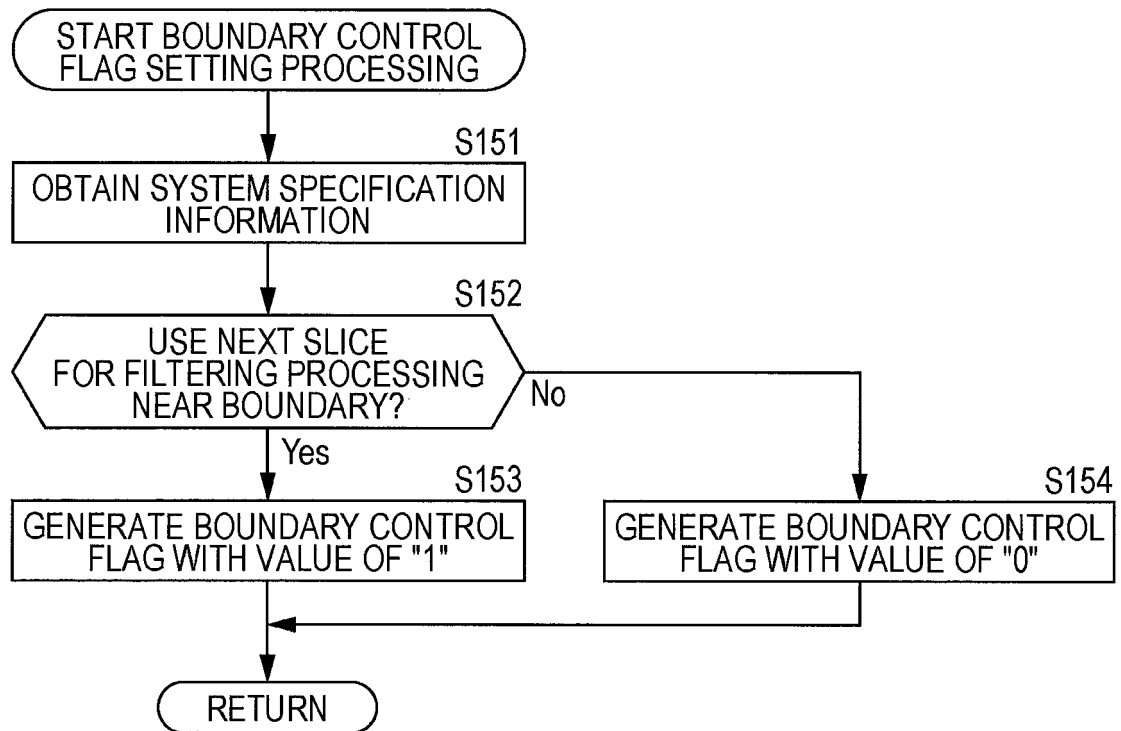 START BOUNDARY CONTROL
FLAG SETTING PROCESSING
S151
OBTAIN SYSTEM SPECIFICATION
INFORMATION
S152
USE NEXT SLICE
FOR FILTERING PROCESSING
NEAR BOUNDARY?
No
Yes
S153
GENERATE BOUNDARY CONTROL
FLAG WITH VALUE OF "1"
S154
GENERATE BOUNDARY CONTROL
FLAG WITH VALUE OF "0"
RETURN